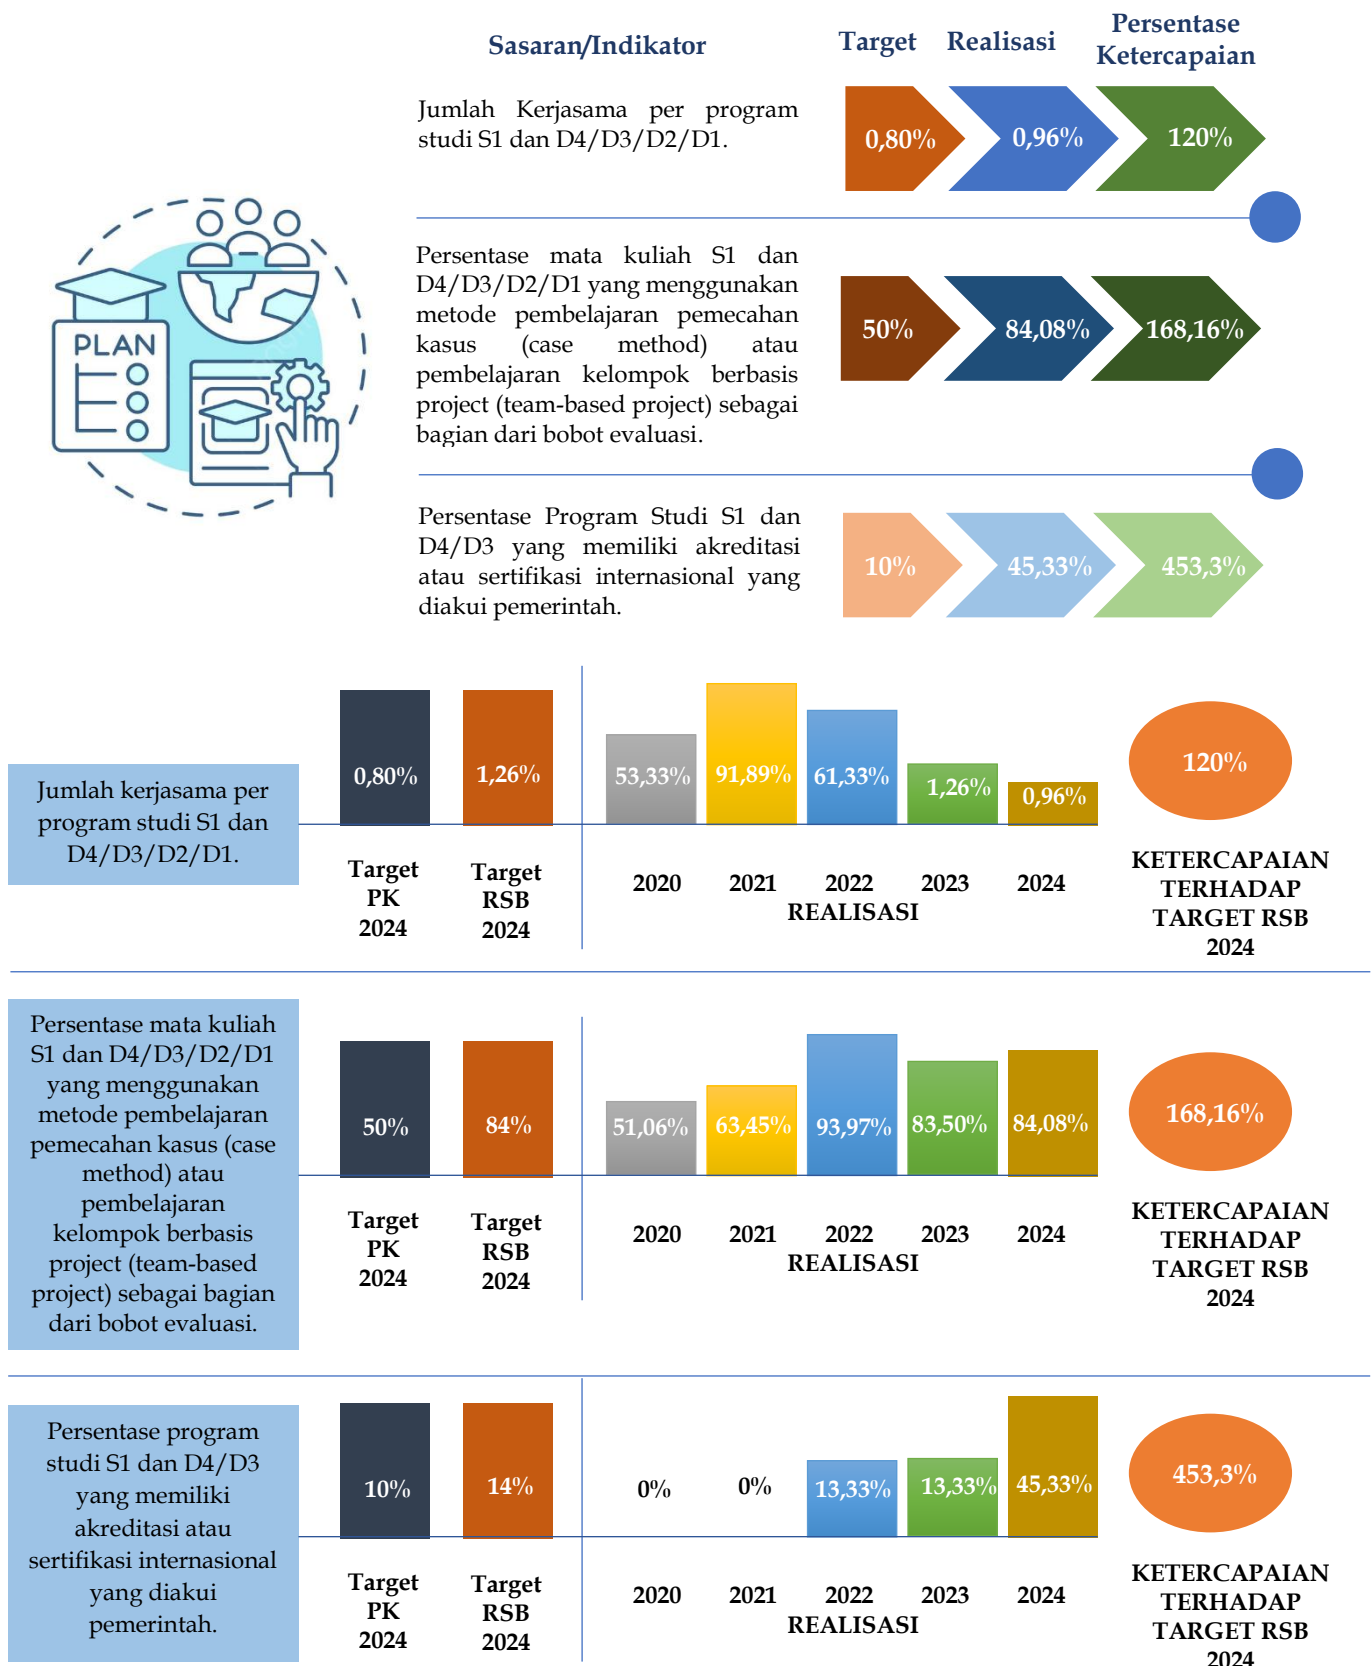 Sasaran/Indikator
Target
Realisasi
Persentase
Ketercapaian
Jumlah Kerjasama per program
studi S1 dan D4/D3/D2/D1.
0,80%
0,96%
120%
PLAN
Persentase mata kuliah S1 dan
D4/D3/D2/D1 yang menggunakan
metode pembelajaran pemecahan
kasus (case method) atau
pembelajaran kelompok berbasis
project (team-based project) sebagai
bagian dari bobot evaluasi.
50%
84,08%
168,16%
Persentase Program Studi S1 dan
D4/D3 yang memiliki akreditasi
atau sertifikasi internasional yang
diakui pemerintah.
10%
45,33%
453,3%
Jumlah kerjasama per
program studi S1 dan
D4/D3/D2/D1.
0,80%
1,26%
53,33%
91,89%
61,33%
1,26%
0,96%
120%
Target
PK
2024
Target
RSB
2024
2020
2021
2022
2023
2024
REALISASI
KETERCAPAIAN
TERHADAP
TARGET RSB
2024
Persentase mata kuliah
S1 dan D4/D3/D2/D1
yang menggunakan
metode pembelajaran
pemecahan kasus (case
method) atau
pembelajaran
kelompok berbasis
project (team-based
project) sebagai bagian
dari bobot evaluasi.
50%
84%
51,06%
63,45%
93,97%
83,50%
84,08%
168,16%
Target
PK
2024
Target
RSB
2024
2020
2021
2022
2023
2024
REALISASI
KETERCAPAIAN
TERHADAP
TARGET RSB
2024
Persentase program
studi S1 dan D4/D3
yang memiliki
akreditasi atau
sertifikasi internasional
yang diakui
pemerintah.
10%
14%
0%
0%
13,33%
13,33%
45,33%
453,3%
Target
PK
2024
Target
RSB
2024
2020
2021
2022
2023
2024
REALISASI
KETERCAPAIAN
TERHADAP
TARGET RSB
2024